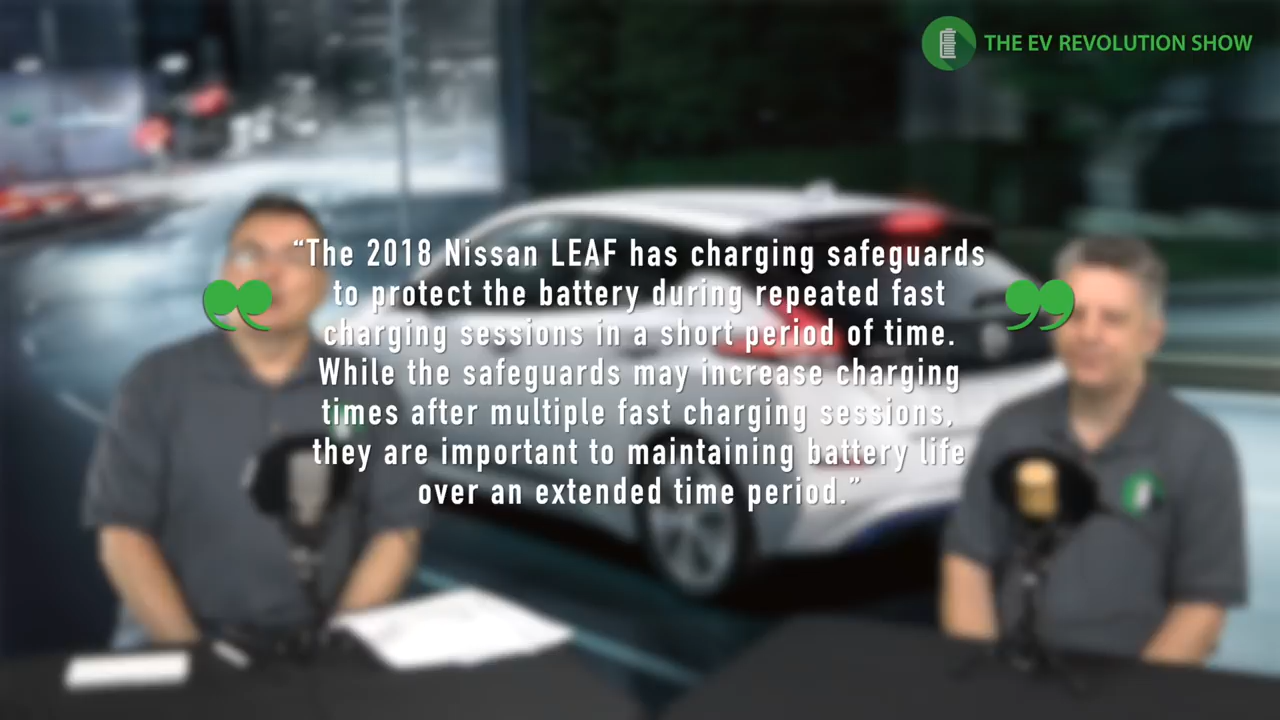 THE EV REVOLUTION SHOW
“The 2018 Nissan LEAF has charging safeguards
to protect the battery during repeated fast
charging sessions in a short period of time.
While the safeguards may increase charging
times after multiple fast charging sessions,
they are important to maintaining battery life
over an extended time period.”